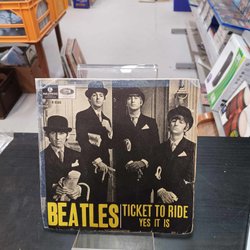 BEATLES
TICKET TO RIDE
YES IT IS